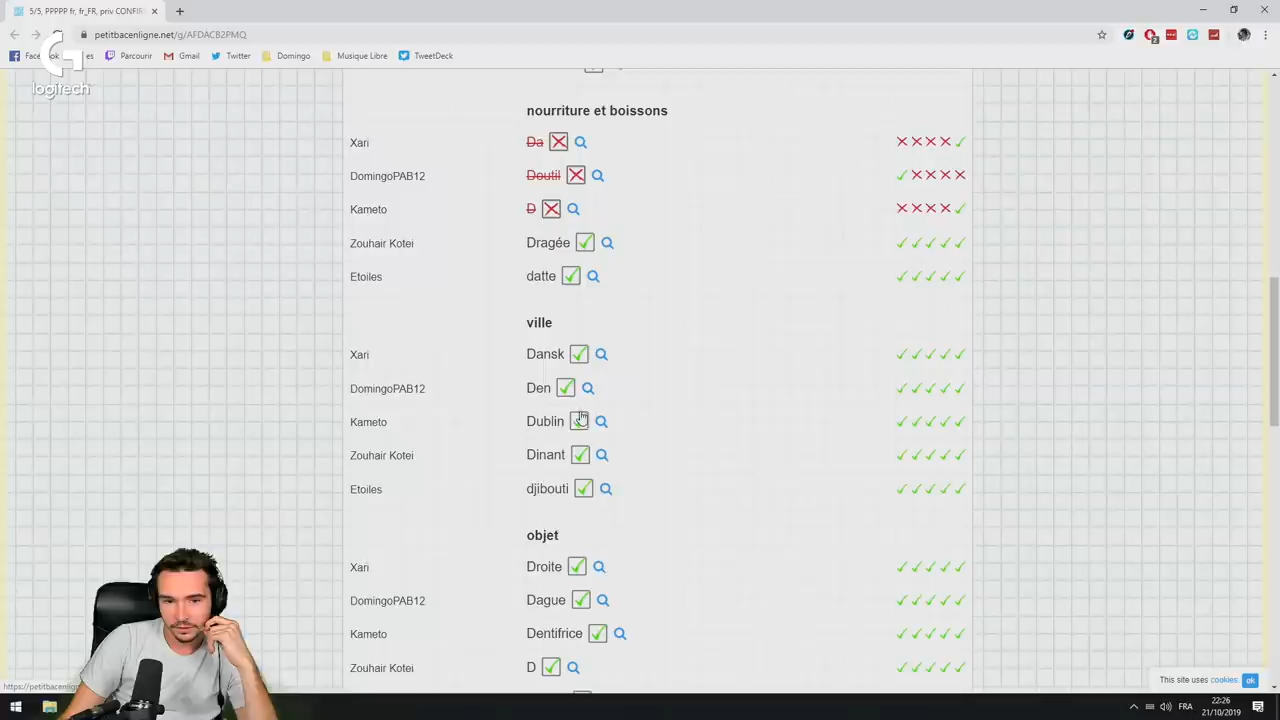 5/5, PPPPP fr, fr_FR, priv CONFIR
petitbacenligne.net/g/AFDACB2PMQ
2
es
Parcourir
Gmail
Twitter
Domingo
Musique Libre
TweetDeck
G
logitech
nourriture et boissons
Xari Da
DomingoPAB12 Doutil
Kameto D
Zouhair Kotei Dragée
Etoiles datte
ville
Xari Dansk
DomingoPAB12 Den
Kameto Dublin
Zouhair Kotei Dinant
Etoiles djibouti
objet
Xari Droite
DomingoPAB12 Dague
Kameto Dentifrice
Zouhair Kotei D
This site uses cookies. ok
FRA
22:26
21/10/2019